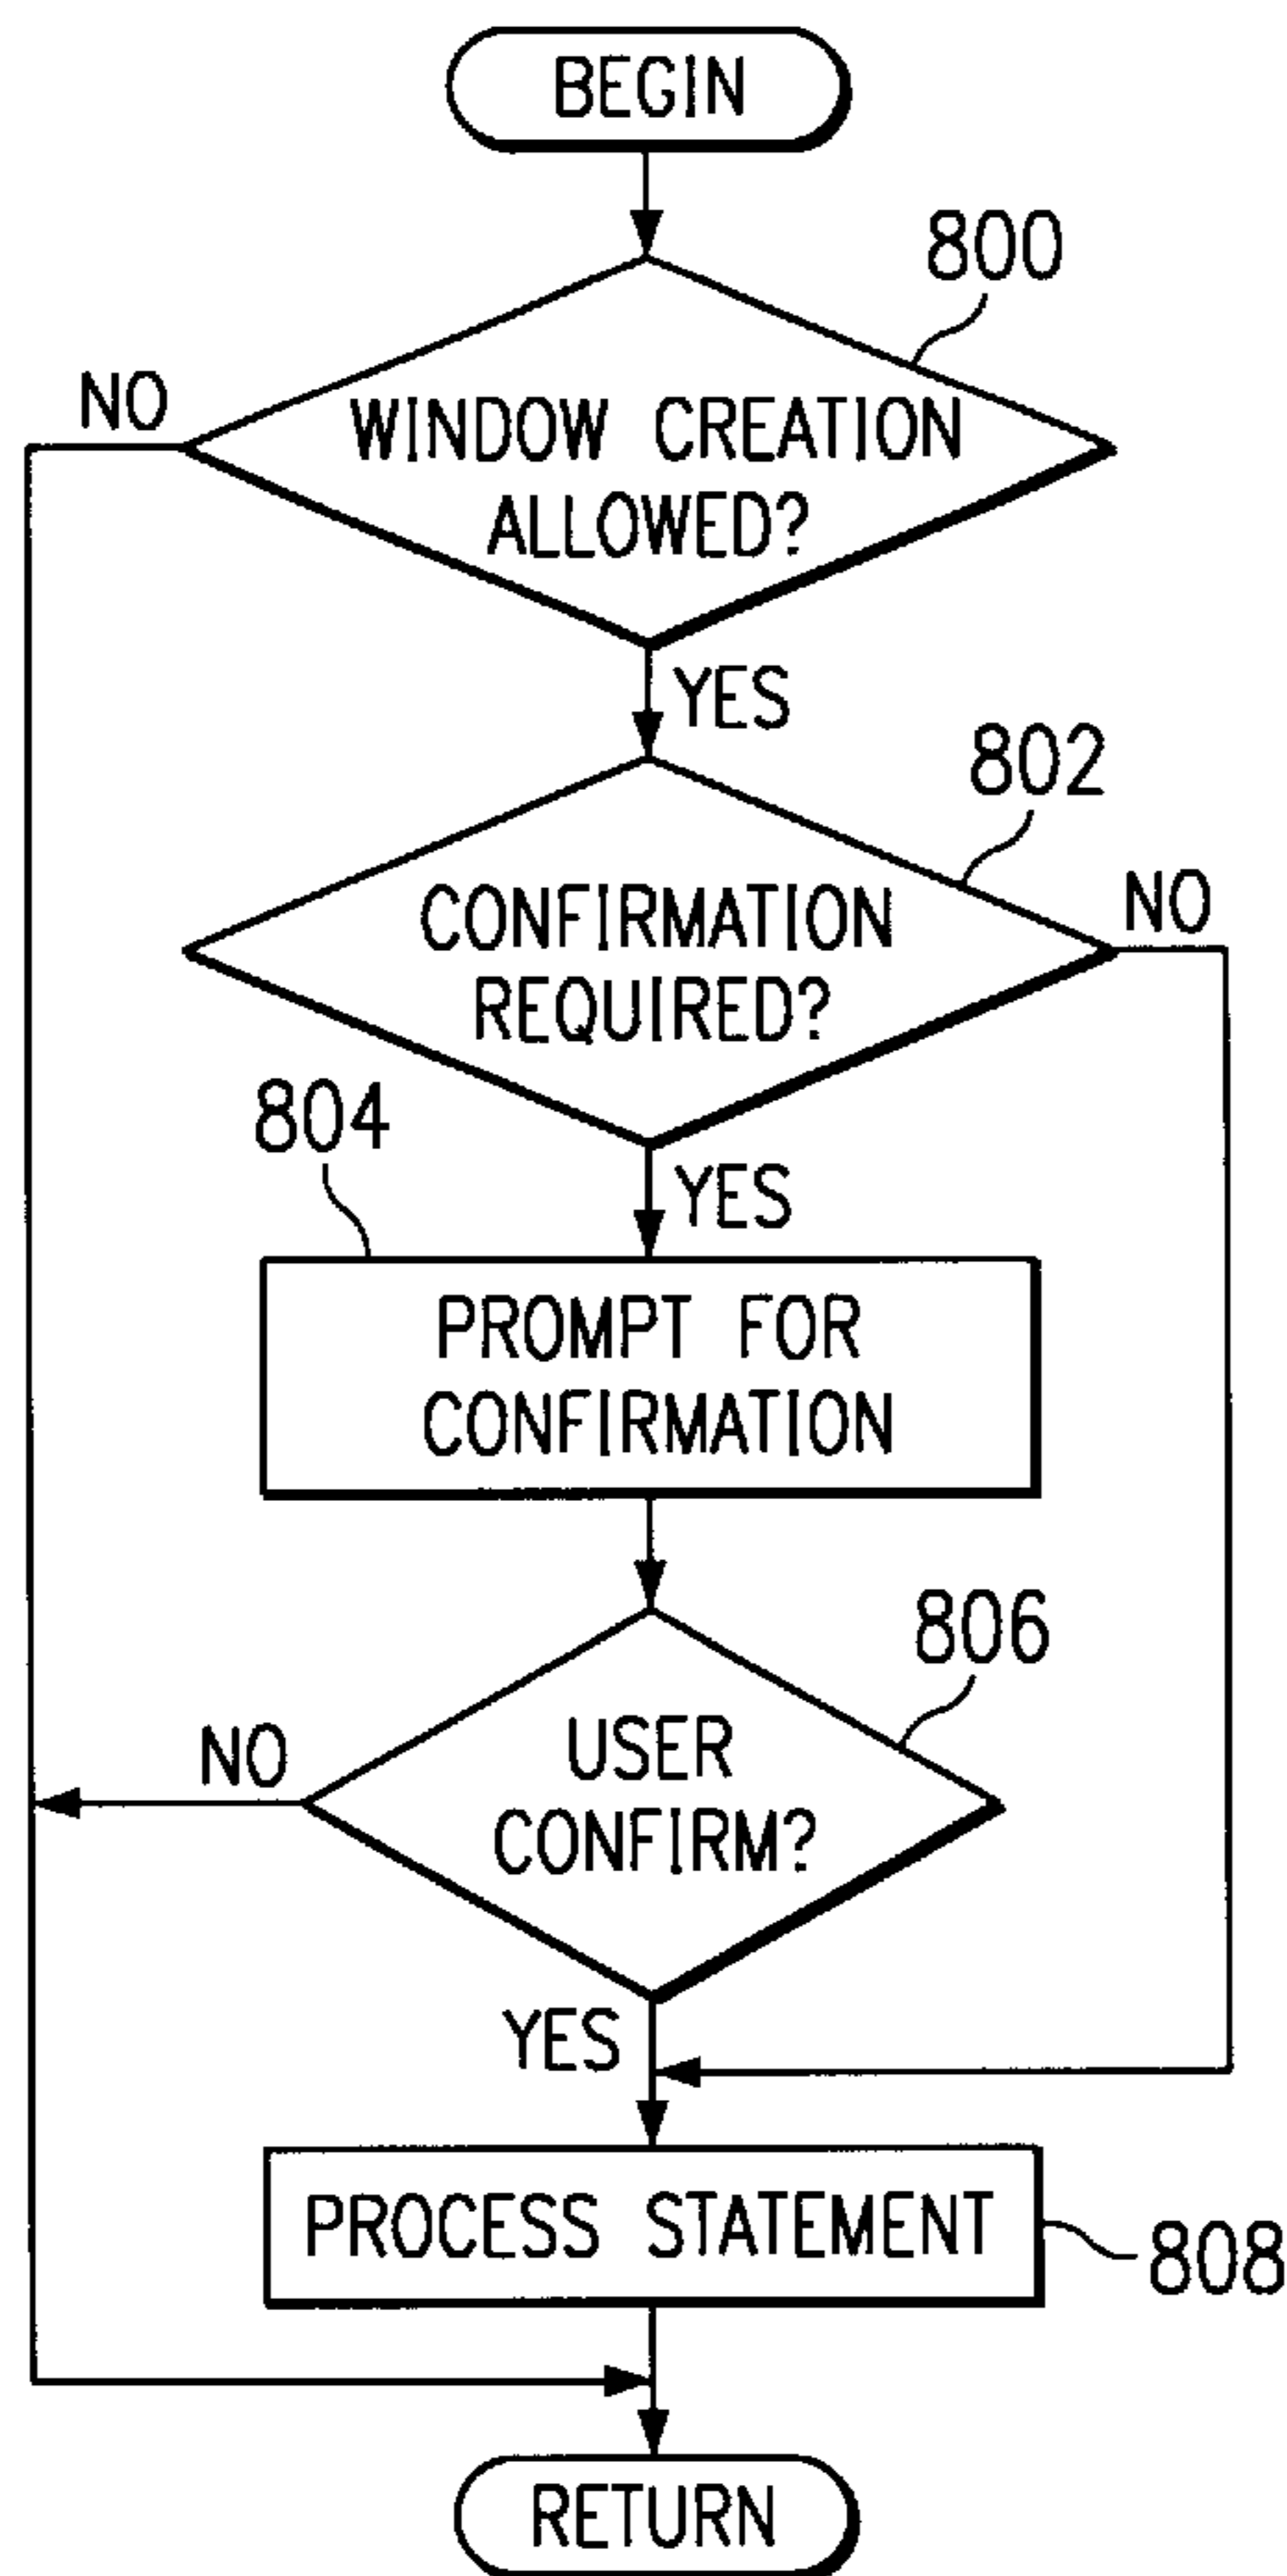 BEGIN
800
NO
WINDOW CREATION
ALLOWED?
YES
802
NO
CONFIRMATION
REQUIRED?
804
YES
PROMPT FOR
CONFIRMATION
806
NO
USER
CONFIRM?
YES
PROCESS STATEMENT
808
RETURN